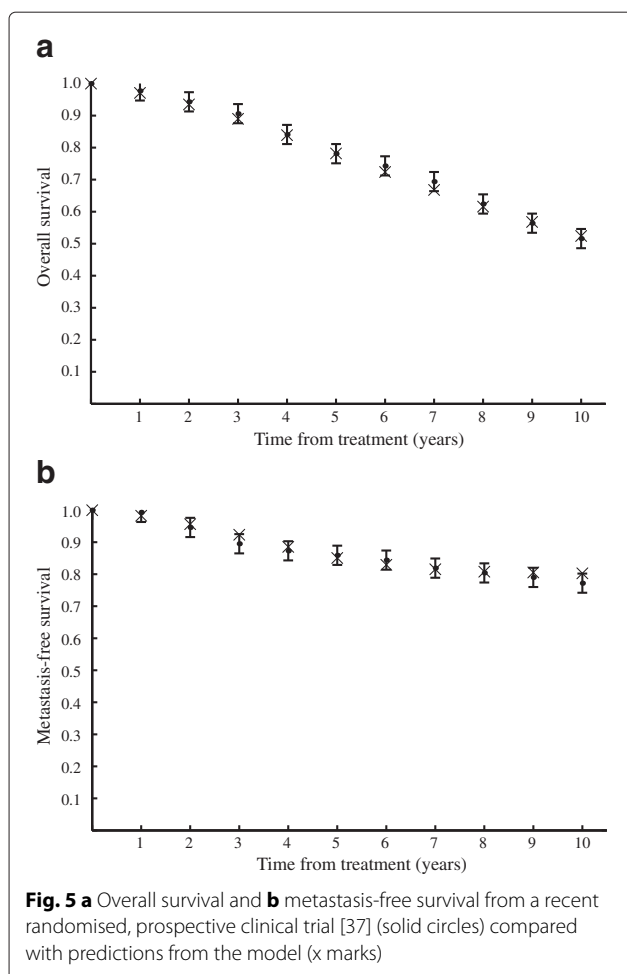 a
1.0
0.9
0.8
0.7
0.6
0.5
0.4
0.3
0.2
0.1
Overall survival
1 2 3 4 5 6 7 8 9 10
Time from treatment (years)
b
1.0
0.9
0.8
0.7
0.6
0.5
0.4
0.3
0.2
0.1
Metastasis-free survival
1 2 3 4 5 6 7 8 9 10
Time from treatment (years)
Fig. 5 a Overall survival and b metastasis-free survival from a recent
randomised, prospective clinical trial [37] (solid circles) compared
with predictions from the model (x marks)